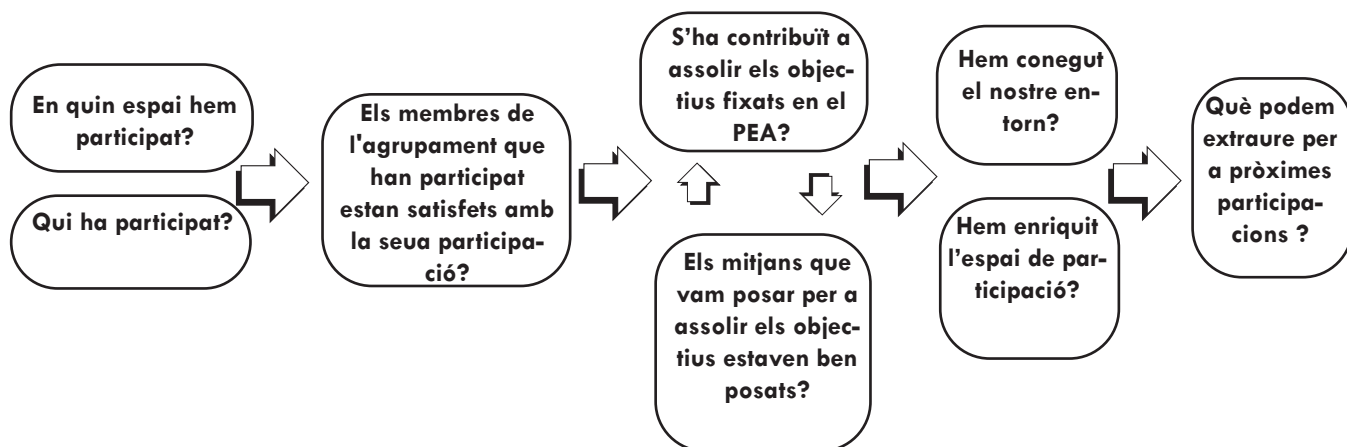 En quin espai hem
participat?
Qui ha participat?
Els membres de
l'agrupament que
han participat
estan satisfets amb
la seua participa-
ció?
S’ha contribuït a
assolir els objec-
tius fixats en el
PEA?
Els mitjans que
vam posar per a
assolir els objec-
tius estaven ben
posats?
Hem conegut
el nostre en-
torn?
Hem enriquit
l’espai de par-
ticipació?
Què podem
extraure per
a pròximes
participa-
cions ?